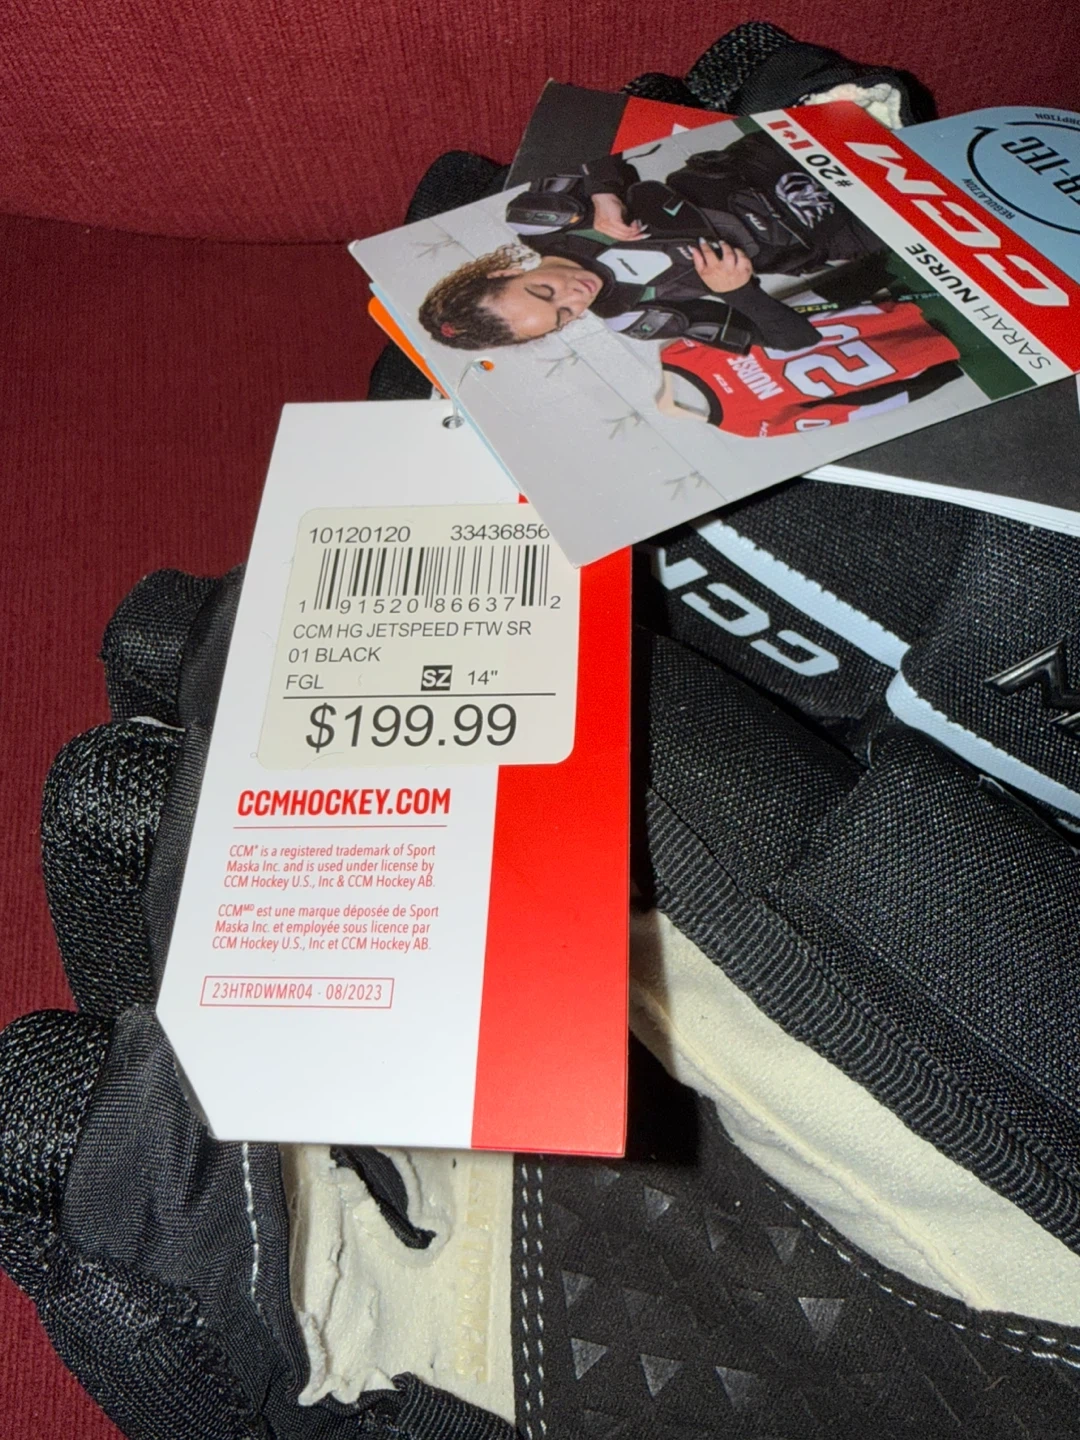 CCM
#20
SARAH NURSE
NURSE
20
REGULATION
10120120 33436856
1 91520 86637 2
CCM HG JETSPEED FTW SR
01 BLACK
FGL SZ 14"
$199.99
CCMHOCKEY.COM
CCM® is a registered trademark of Sport
Maska Inc. and is used under license by
CCM Hockey U.S., Inc & CCM Hockey AB.
CCMᴹᴰ est une marque déposée de Sport
Maska Inc. et employée sous licence par
CCM Hockey U.S., Inc et CCM Hockey AB.
23HTRDWMR04 - 08/2023